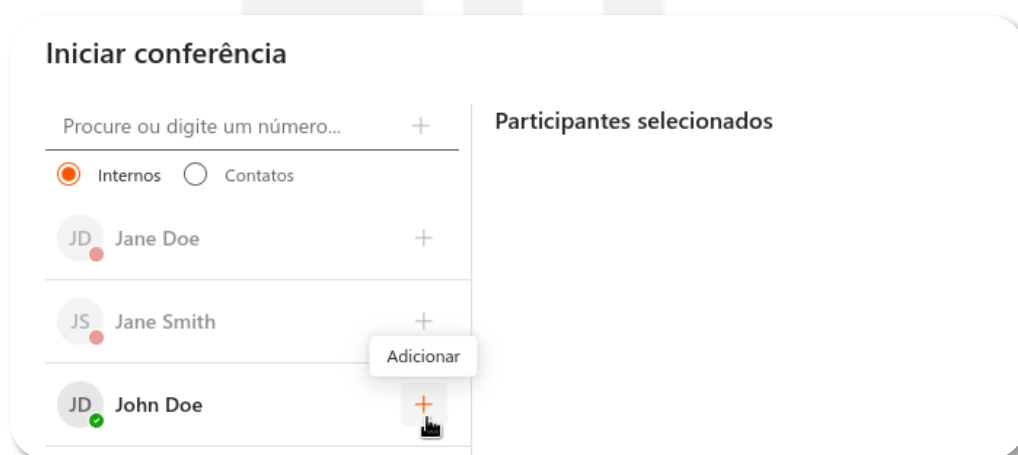 Iniciar conferência
Procure ou digite um número...
Participantes selecionados
Internos
Contatos
JD
Jane Doe
JS
Jane Smith
Adicionar
JD
John Doe